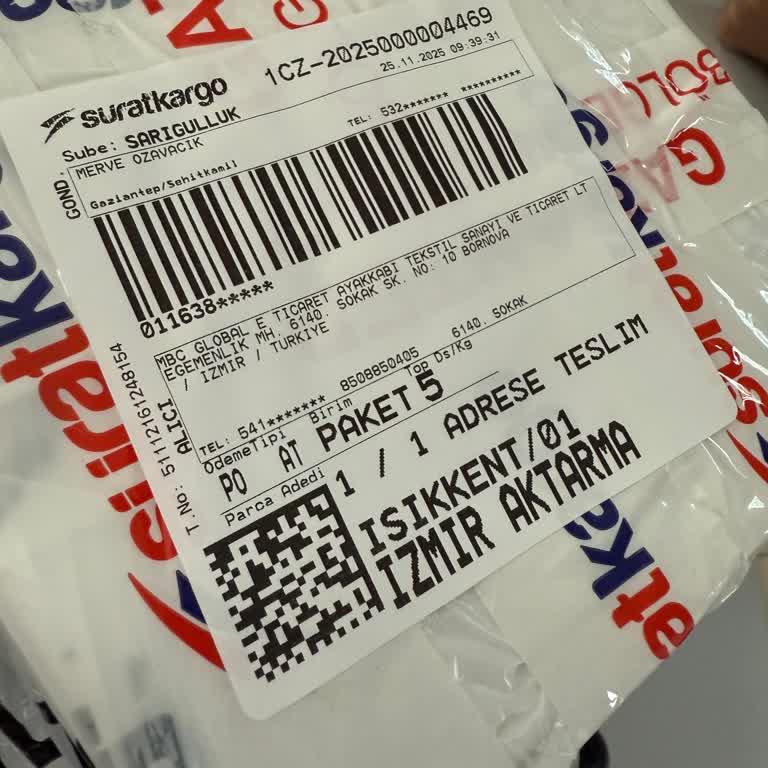 1CZ-2025000004469
25.11.2025 09:39:31
suratkargo
Sube: SARIGULLUK
GOND.
MERVE OZAVACIK
TEL: 532******* **********
Gaziantep/Sehitkamil
011638*****
T.No: 51112161248154
ALICI
MBC GLOBAL E TICARET AYAKKABI TEKSTIL SANAYI VE TICARET LT
EGEMENLIK MH. 6140. SOKAK SK. NO: 10 BORNOVA
/ IZMIR / TURKIYE
6140. SOKAK
TEL: 541******* 8508850405
OdemeTipi Birim Top Ds/Kg
PO AT PAKET 5
Parca Adedi 1 / 1 ADRESE TESLIM
ISIKKENT/01
IZMIR AKTARMA